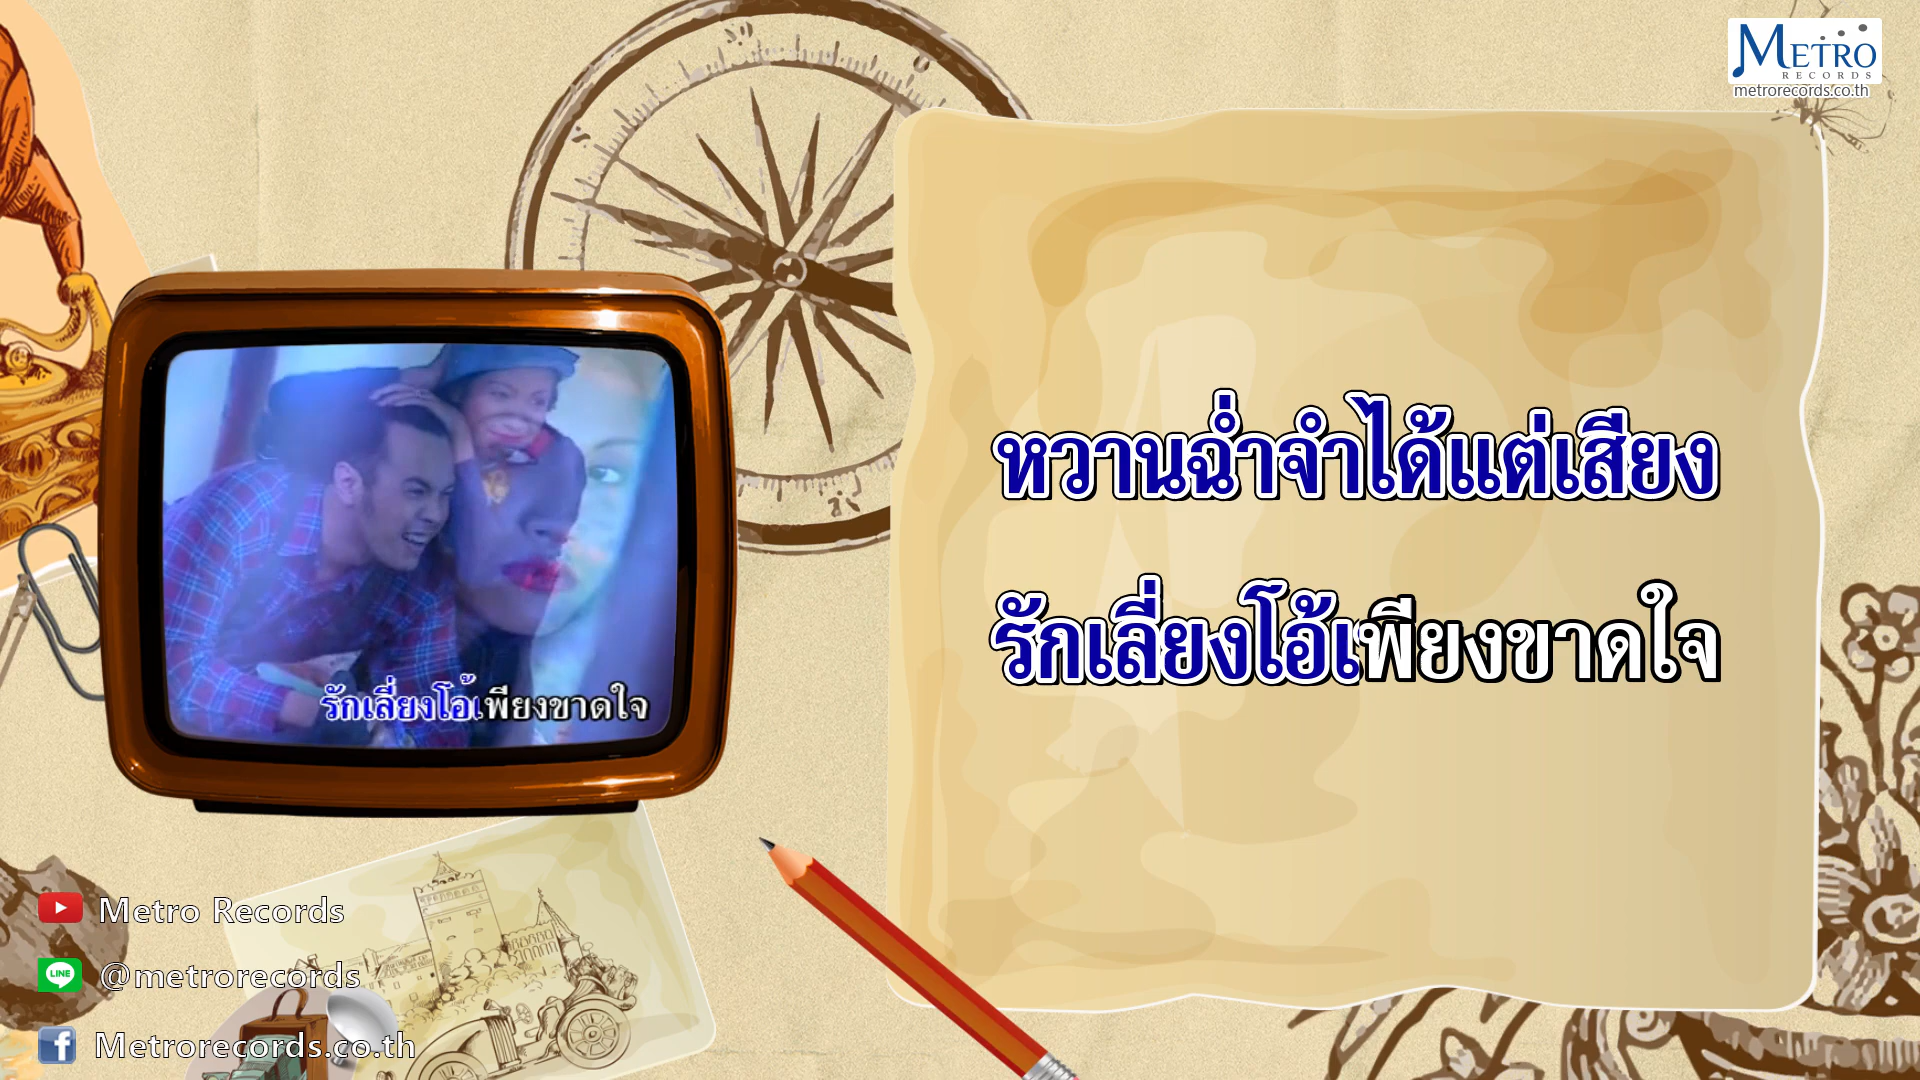 METRO
RECORDS
metrorecords.co.th
หวานฉ่ำจำได้แต่เสียง
รักเลี่ยงโอ้เพียงขาดใจ
รักเลี่ยงโอ้เพียงขาดใจ
Metro Records
LINE
@metrorecords
f
Metrorecords.co.th